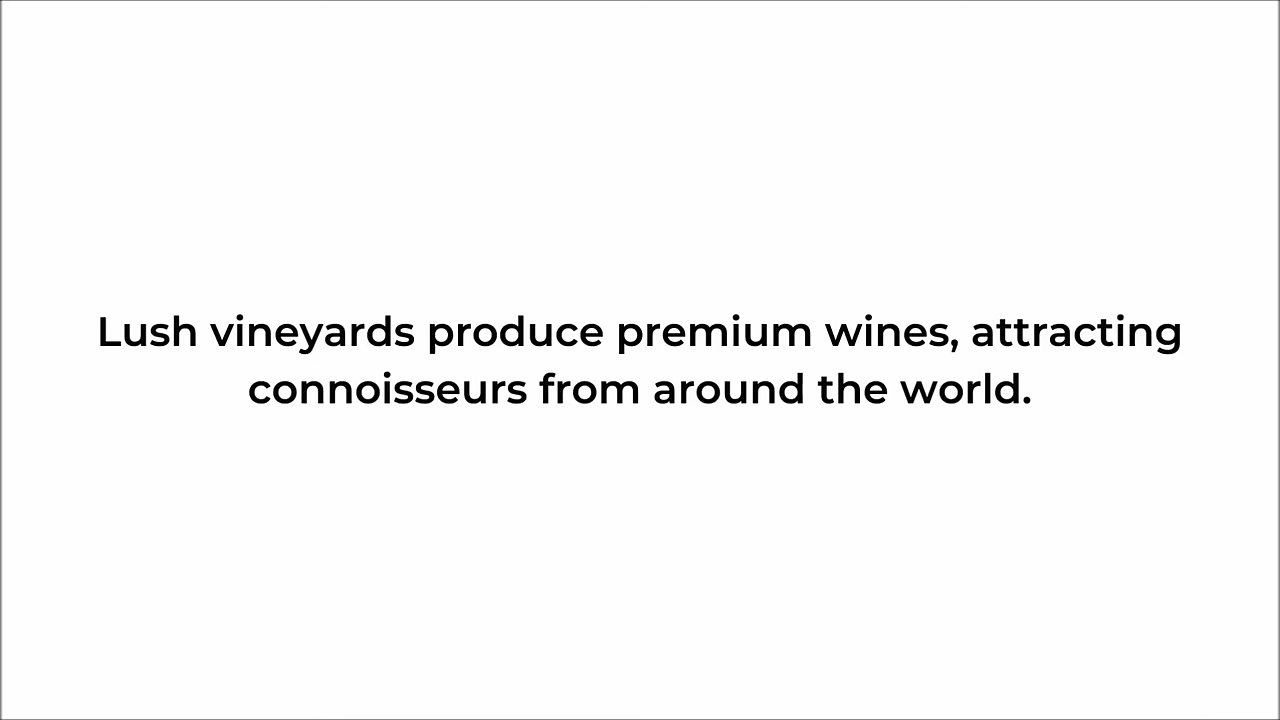 Lush vineyards produce premium wines, attracting
connoisseurs from around the world.